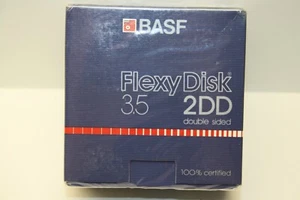 BASF
FlexyDisk
3.5 2DD
double sided
100% certified